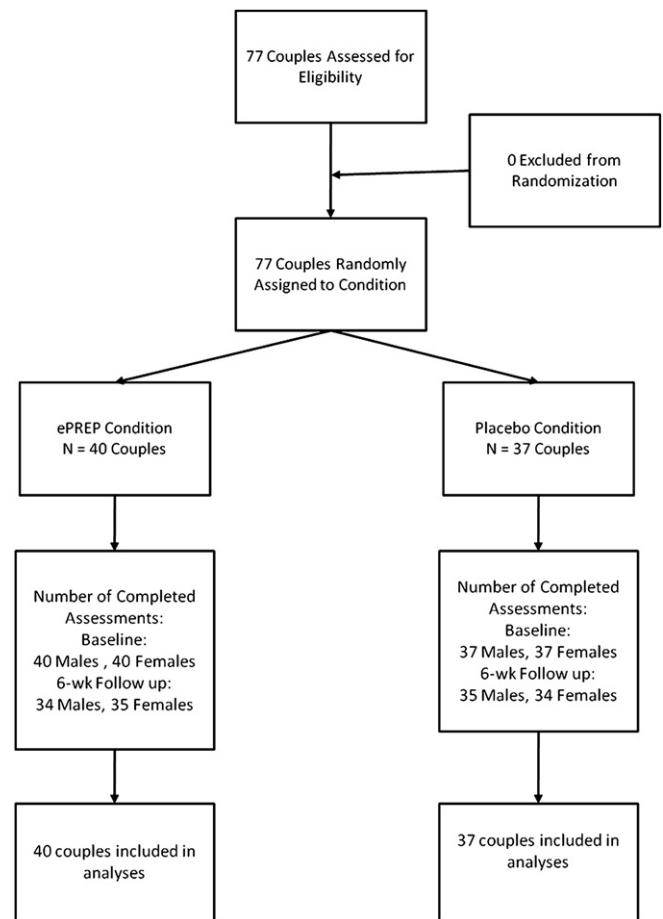 77 Couples Assessed for
Eligibility
0 Excluded from
Randomization
77 Couples Randomly
Assigned to Condition
ePREP Condition
N = 40 Couples
Placebo Condition
N = 37 Couples
Number of Completed
Assessments:
Baseline:
40 Males , 40 Females
6-wk Follow up:
34 Males, 35 Females
Number of Completed
Assessments:
Baseline:
37 Males, 37 Females
6-wk Follow up:
35 Males, 34 Females
40 couples included in
analyses
37 couples included in
analyses